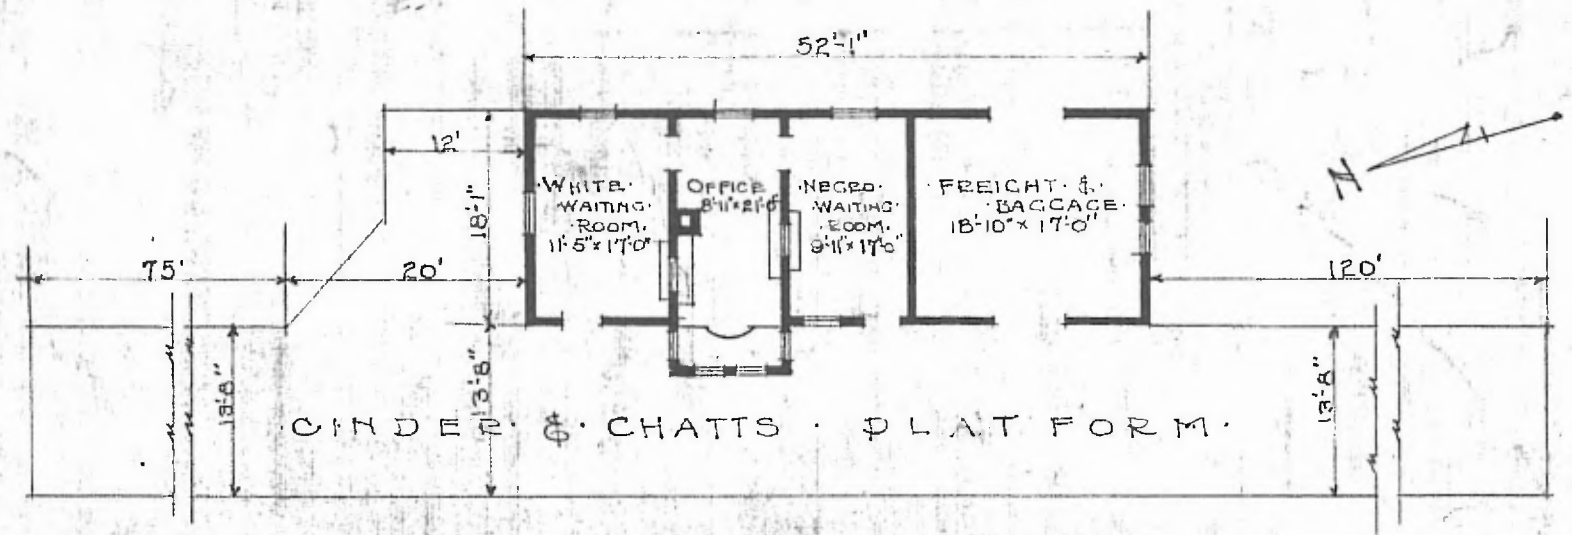 52'-1"
12'
18'-1"
·WHITE·
WAITING·
·ROOM.
11'-5"x17'0"
OFFICE
8'-11"x21'-0"
·NEGRO·
·WAITING·
·ROOM.
9'-11"x17'-0"
·FREIGHT· &·
·BAGGAGE·
18'-10"x17'0"
N
75'
20'
120'
13'-8"
13'-8"
13'-8"
CINDER· &· CHATTS · PLATFORM·